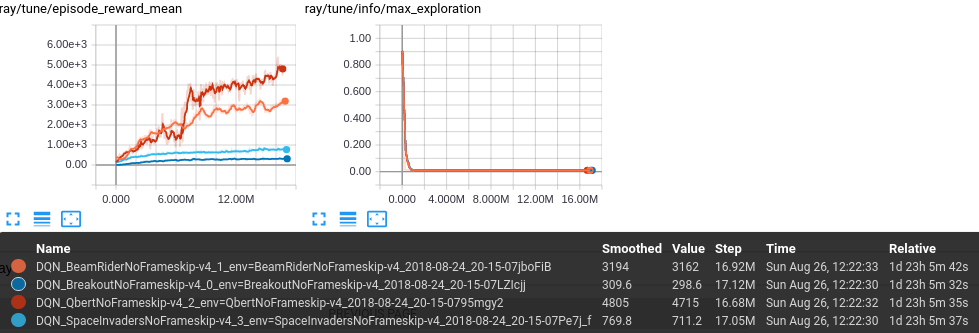 ray/tune/episode_reward_mean
6.00e+3
5.00e+3
4.00e+3
3.00e+3
2.00e+3
1.00e+3
0.00
0.000 6.000M 12.00M
ray/tune/info/max_exploration
1.00
0.800
0.600
0.400
0.200
0.00
0.000 4.000M 8.000M 12.00M 16.00M
Name Smoothed Value Step Time Relative
DQN_BeamRiderNoFrameskip-v4_1_env=BeamRiderNoFrameskip-v4_2018-08-24_20-15-07jboFiB 3194 3162 16.92M Sun Aug 26, 12:22:33 1d 23h 5m 42s
DQN_BreakoutNoFrameskip-v4_0_env=BreakoutNoFrameskip-v4_2018-08-24_20-15-07LZIcjj 309.6 298.6 17.12M Sun Aug 26, 12:22:30 1d 23h 5m 32s
DQN_QbertNoFrameskip-v4_2_env=QbertNoFrameskip-v4_2018-08-24_20-15-0795mgy2 4805 4715 16.68M Sun Aug 26, 12:22:32 1d 23h 5m 35s
DQN_SpaceInvadersNoFrameskip-v4_3_env=SpaceInvadersNoFrameskip-v4_2018-08-24_20-15-07Pe7j_f 769.8 711.2 17.05M Sun Aug 26, 12:22:30 1d 23h 5m 37s